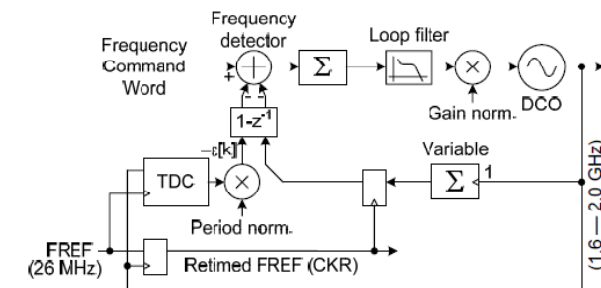 Frequency
detector
Frequency
Command
Word
Loop filter
+
Σ
×
- -
Gain norm.
DCO
1-z⁻¹
−ε[k]
Variable
TDC
×
Σ
1
Period norm.
(1.6 — 2.0 GHz)
FREF
(26 MHz)
Retimed FREF (CKR)